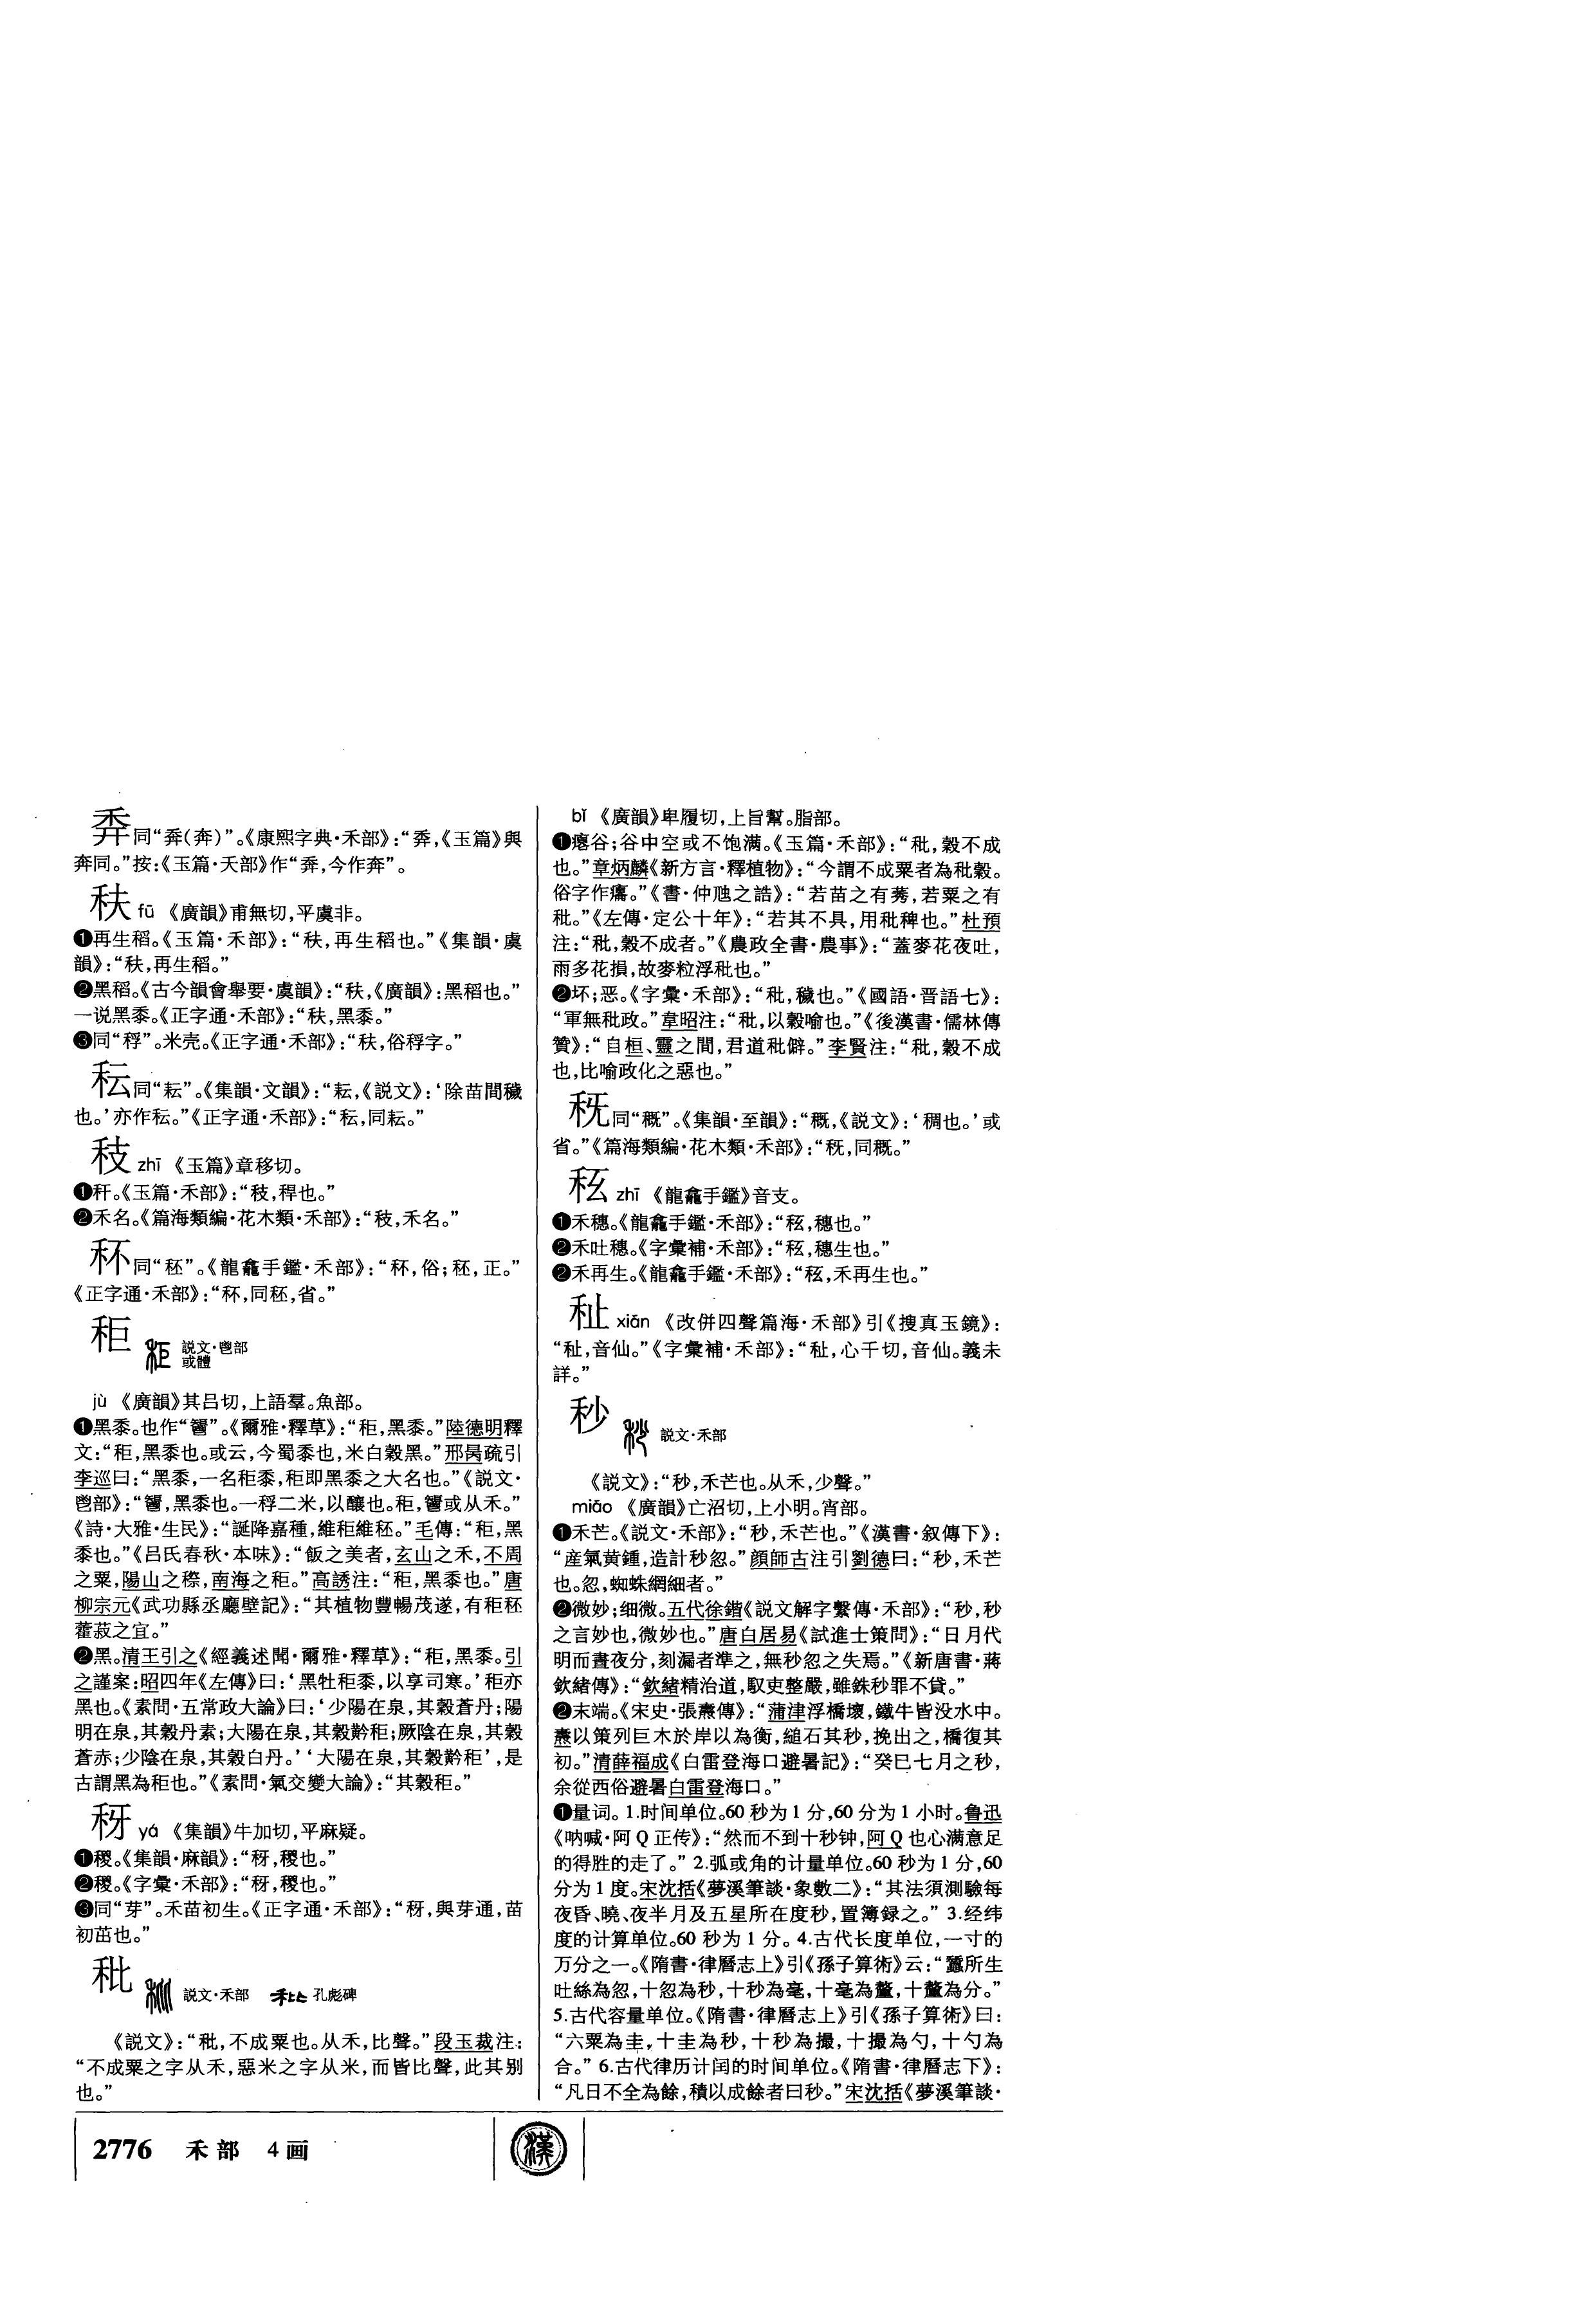 𥝢同“𡘲(奔)”。《康熙字典·禾部》：“𥝢，《玉篇》與
奔同。”按：《玉篇·夭部》作“𡘲，今作奔”。
秩 fū 《廣韻》甫無切，平虞非。
❶再生稻。《玉篇·禾部》：“䄮，再生稻也。”《集韻·虞
韻》：“䄮，再生稻。”
❷黑稻。《古今韻會舉要·虞韻》：“䄮，《廣韻》：黑稻也。”
一说黑黍。《正字通·禾部》：“䄮，黑黍。”
❸同“稃”。米壳。《正字通·禾部》：“䄮，俗稃字。”
秐同“耘”。《集韻·文韻》：“耘，《説文》：‘除苗間穢
也。’亦作秐。”《正字通·禾部》：“秐，同耘。”
秓 zhī 《玉篇》章移切。
❶秆。《玉篇·禾部》：“秓，稈也。”
❷禾名。《篇海類編·花木類·禾部》：“秓，禾名。”
秠同“秠”。《龍龕手鑑·禾部》：“䄯，俗；秠，正。”
《正字通·禾部》：“䄯，同秠，省。”
秬 説文·鬯部
或體
jù 《廣韻》其吕切，上語羣。魚部。
❶黑黍。也作“𩰤”。《爾雅·釋草》：“秬，黑黍。”陸德明釋
文：“秬，黑黍也。或云，今蜀黍也，米白穀黑。”邢昺疏引
李巡曰：“黑黍，一名秬黍，秬即黑黍之大名也。”《説文·
鬯部》：“𩰤，黑黍也。一稃二米，以釀也。秬，𩰤或从禾。”
《詩·大雅·生民》：“誕降嘉種，維秬維秠。”毛傳：“秬，黑
黍也。”《吕氏春秋·本味》：“飯之美者，玄山之禾，不周
之粟，陽山之穄，南海之秬。”高誘注：“秬，黑黍也。”唐
柳宗元《武功縣丞廳壁記》：“其植物豐暢茂遂，有秬秠
藿菽之宜。”
❷黑。清王引之《經義述聞·爾雅·釋草》：“秬，黑黍。引
之謹案：昭四年《左傳》曰：‘黑牡秬黍，以享司寒。’秬亦
黑也。《素問·五常政大論》曰：‘少陽在泉，其穀蒼丹；陽
明在泉，其穀丹素；大陽在泉，其穀黅秬；厥陰在泉，其穀
蒼赤；少陰在泉，其穀白丹。’‘大陽在泉，其穀黅秬’，是
古謂黑為秬也。”《素問·氣交變大論》：“其穀秬。”
䄰 yá 《集韻》牛加切，平麻疑。
❶稷。《集韻·麻韻》：“䄰，稷也。”
❷稷。《字彙·禾部》：“䄰，稷也。”
❸同“芽”。禾苗初生。《正字通·禾部》：“䄰，與芽通，苗
初茁也。”
秕 説文·禾部 孔彪碑
《説文》：“秕，不成粟也。从禾，比聲。”段玉裁注：
“不成粟之字从禾，惡米之字从米，而皆比聲，此其别
也。”
bǐ 《廣韻》卑履切，上旨幫。脂部。
❶瘪谷；谷中空或不饱满。《玉篇·禾部》：“秕，穀不成
也。”章炳麟《新方言·釋植物》：“今謂不成粟者為秕穀。
俗字作癟。”《書·仲虺之誥》：“若苗之有莠，若粟之有
秕。”《左傳·定公十年》：“若其不具，用秕稗也。”杜預
注：“秕，穀不成者。”《農政全書·農事》：“蓋麥花夜吐，
雨多花損，故麥粒浮秕也。”
❷坏；恶。《字彙·禾部》：“秕，穢也。”《國語·晋語七》：
“軍無秕政。”韋昭注：“秕，以穀喻也。”《後漢書·儒林傳
贊》：“自桓、靈之間，君道秕僻。”李賢注：“秕，穀不成
也，比喻政化之惡也。”
秏同“穊”。《集韻·至韻》：“穊，《説文》：‘稠也。’或
省。”《篇海類編·花木類·禾部》：“同穊。”
zhī 《龍龕手鑑》音支。
❶禾穗。《龍龕手鑑·禾部》：“穗也。”
❷禾吐穗。《字彙補·禾部》：“穗生也。”
❷禾再生。《龍龕手鑑·禾部》：“禾再生也。”
秪 xiān 《改併四聲篇海·禾部》引《搜真玉鏡》：
“音仙。”《字彙補·禾部》：“心千切，音仙。義未
詳。”
秒 説文·禾部
《説文》：“秒，禾芒也。从禾，少聲。”
miǎo 《廣韻》亡沼切，上小明。宵部。
❶禾芒。《説文·禾部》：“秒，禾芒也。”《漢書·叙傳下》：
“産氣黄鍾，造計秒忽。”顔師古注引劉德曰：“秒，禾芒
也。忽，蜘蛛網細者。”
❷微妙；细微。五代徐鍇《説文解字繫傳·禾部》：“秒，秒
之言妙也，微妙也。”唐白居易《試進士策問》：“日月代
明而晝夜分，刻漏者準之，無秒忽之失焉。”《新唐書·蔣
欽緒傳》：“欽緒精治道，馭吏整嚴，雖銖秒罪不貸。”
❷末端。《宋史·張燾傳》：“蒲津浮橋壞，鐵牛皆没水中。
燾以策列巨木於岸以為衡，縋石其秒，挽出之，橋復其
初。”清薛福成《白雷登海口避暑記》：“癸巳七月之秒，
余從西俗避暑白雷登海口。”
❶量词。1.时间单位。60 秒为 1 分，60 分为 1 小时。鲁迅
《呐喊·阿 Q 正传》：“然而不到十秒钟，阿 Q 也心满意足
的得胜的走了。” 2.弧或角的计量单位。60 秒为 1 分，60
分为 1 度。宋沈括《夢溪筆談·象數二》：“其法須測驗每
夜昏、曉、夜半月及五星所在度秒，置簿録之。” 3.经纬
度的计算单位。60 秒为 1 分。 4.古代长度单位，一寸的
万分之一。《隋書·律曆志上》引《孫子算術》云：“蠶所生
吐絲為忽，十忽為秒，十秒為毫，十毫為釐，十釐為分。”
5.古代容量单位。《隋書·律曆志上》引《孫子算術》曰：
“六粟為圭，十圭為秒，十秒為撮，十撮為勺，十勺為
合。” 6.古代律历计闰的时间单位。《隋書·律曆志下》：
“凡日不全為餘，積以成餘者曰秒。”宋沈括《夢溪筆談·
2776 禾部 4画
漢